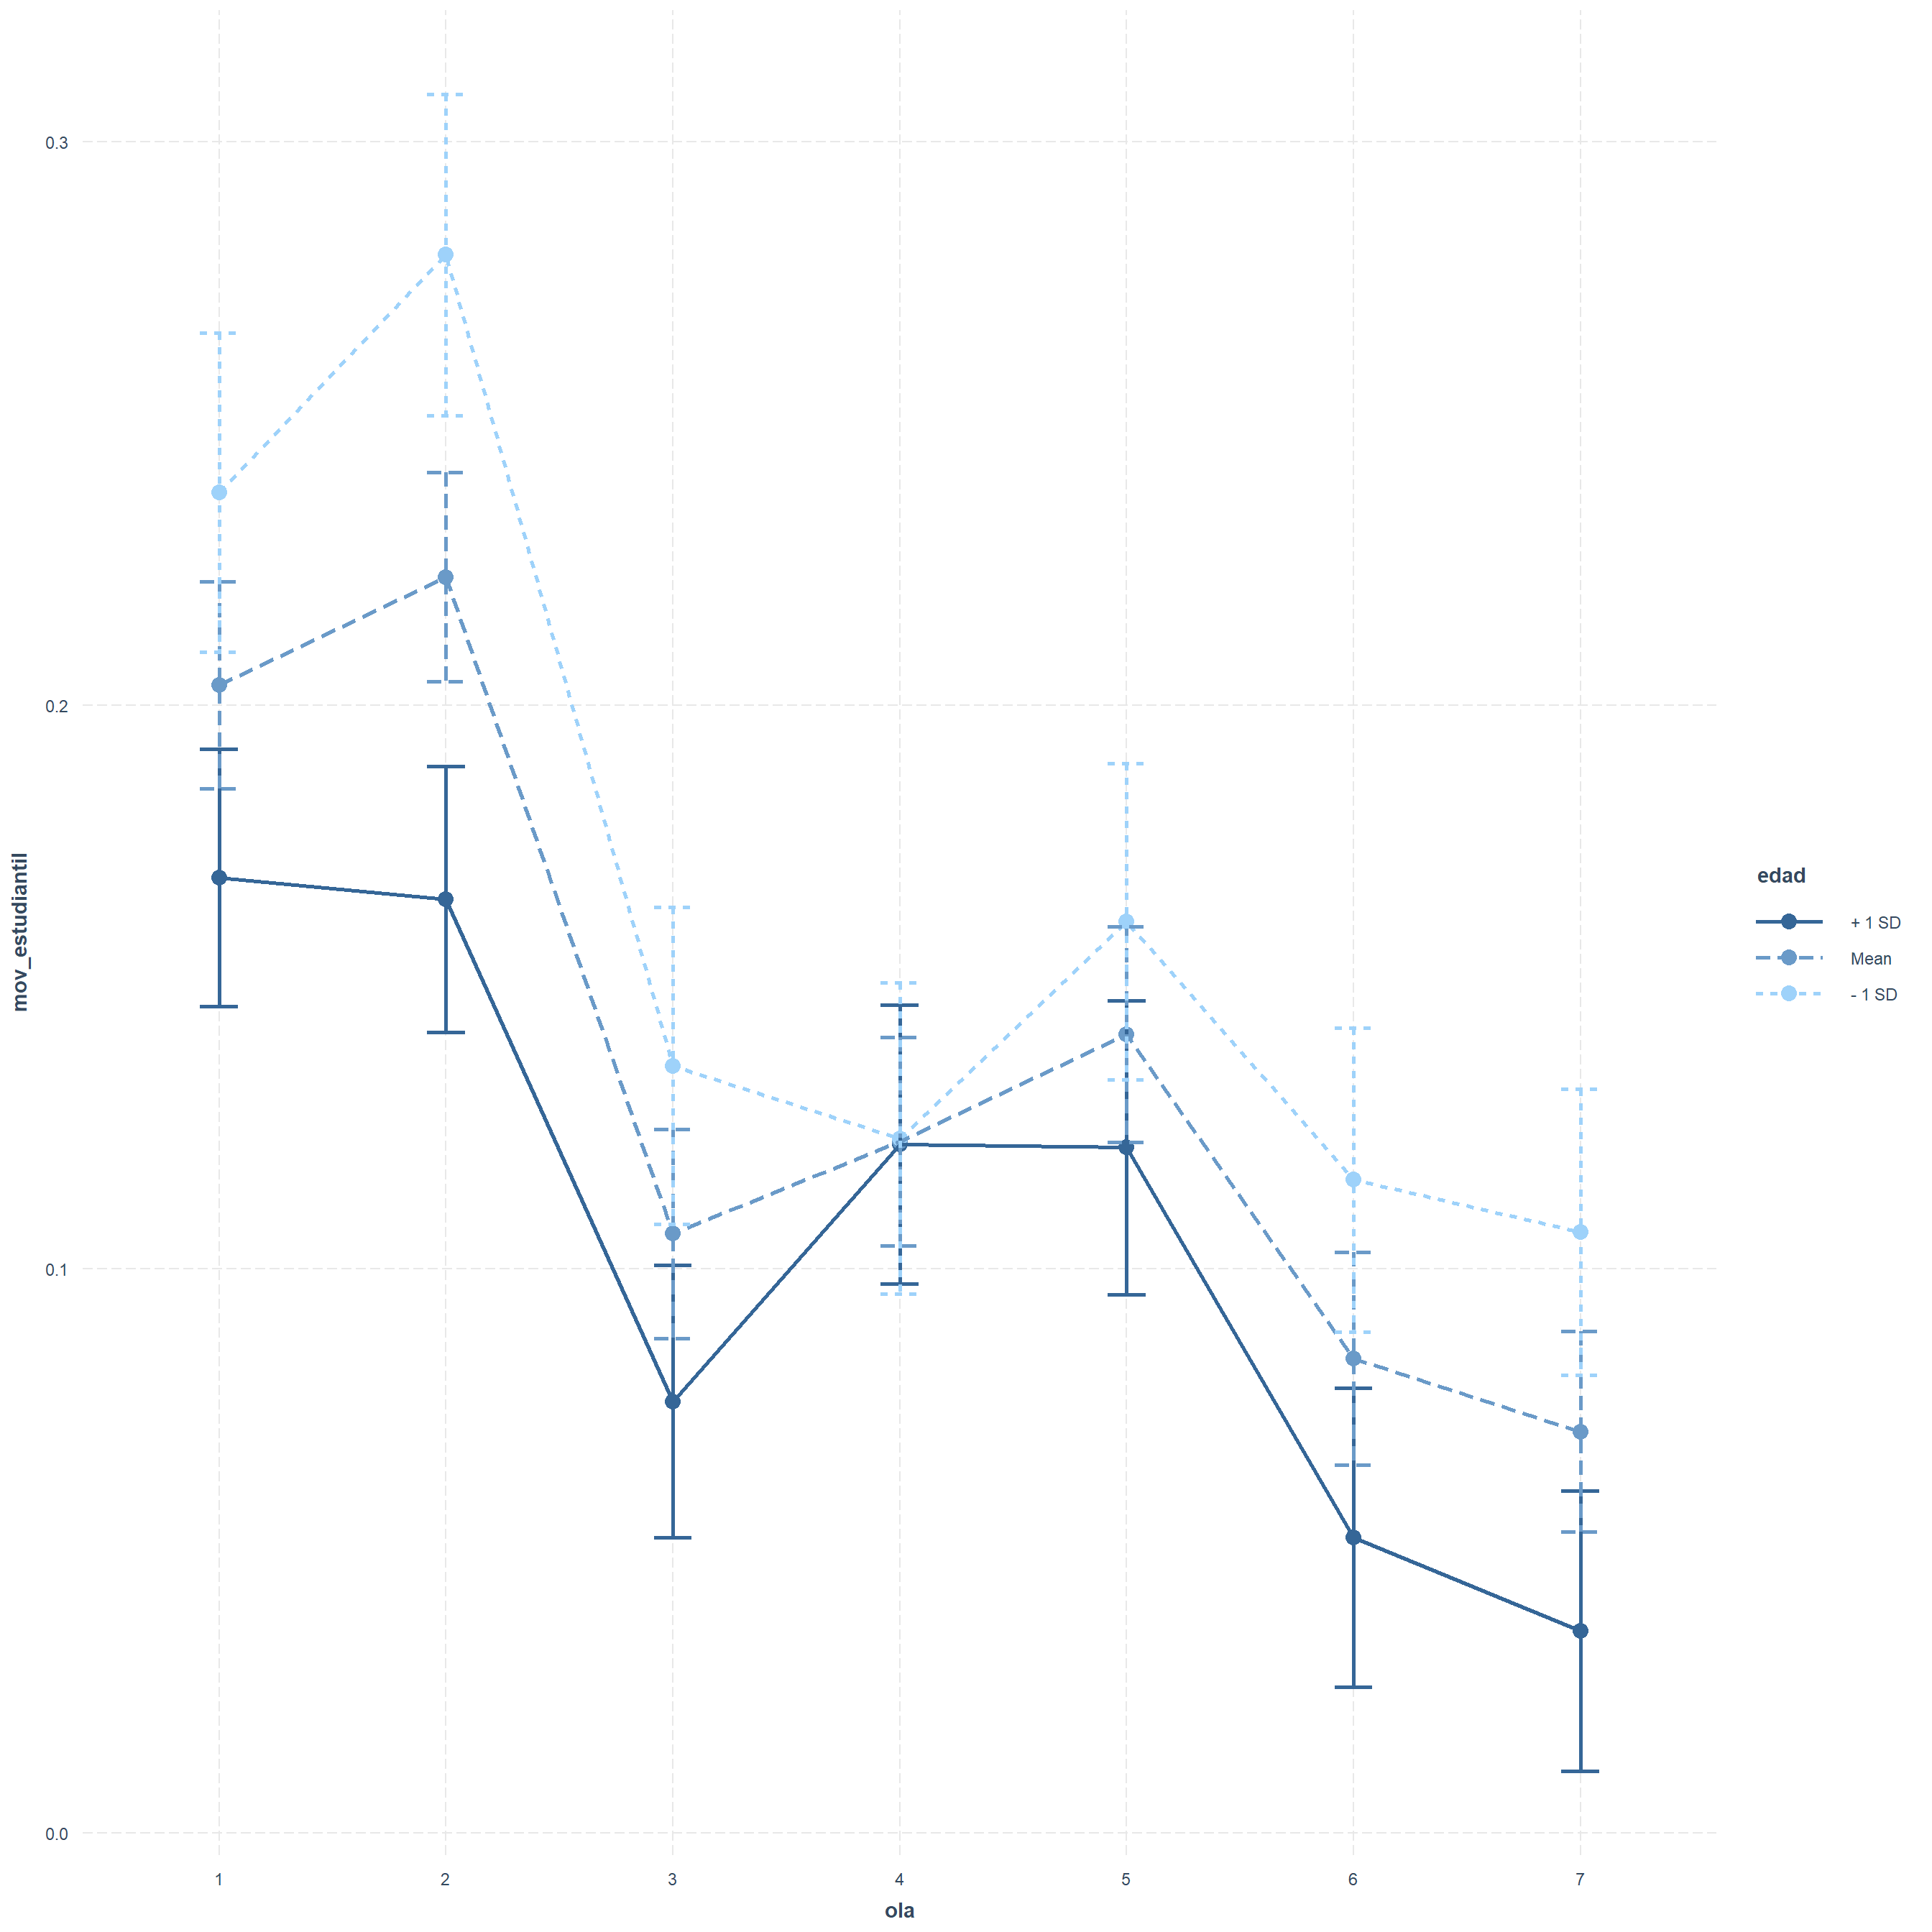 0.3
0.2
0.1
0.0
mov_estudiantil
1 2 3 4 5 6 7
ola
edad
+ 1 SD
Mean
- 1 SD